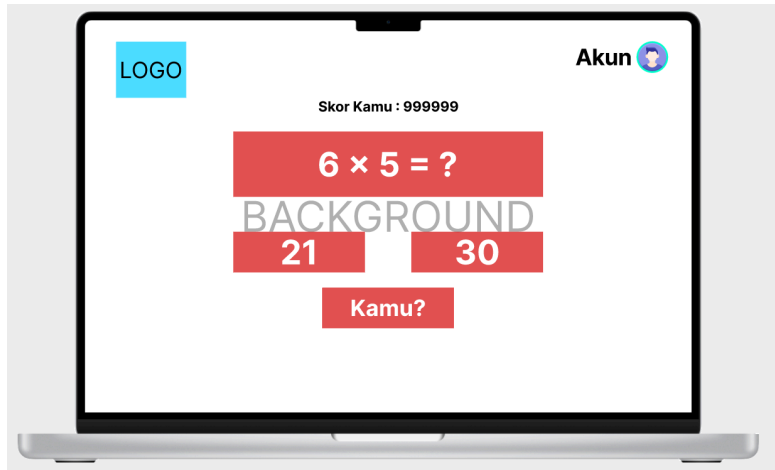 LOGO
Akun
Skor Kamu : 999999
6 × 5 = ?
BACKGROUND
21
30
Kamu?